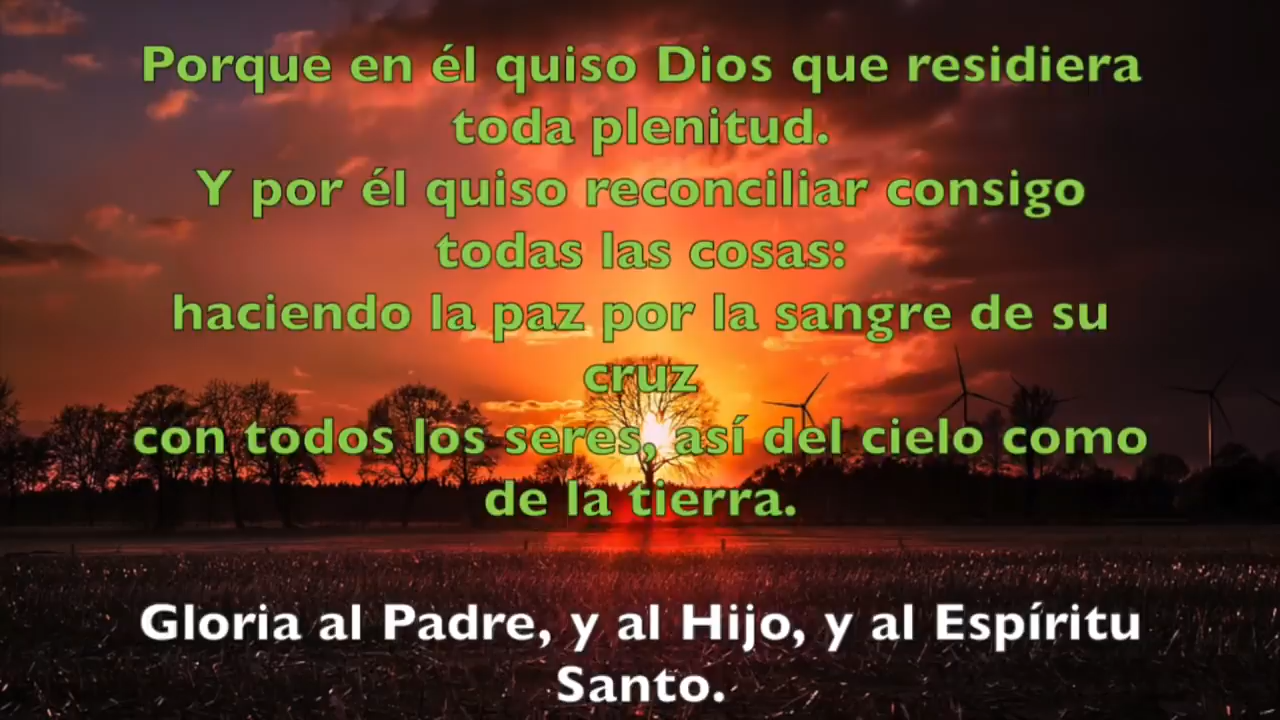 Porque en él quiso Dios que residiera
toda plenitud.
Y por él quiso reconciliar consigo
todas las cosas:
haciendo la paz por la sangre de su
cruz
con todos los seres, así del cielo como
de la tierra.
Gloria al Padre, y al Hijo, y al Espíritu
Santo.